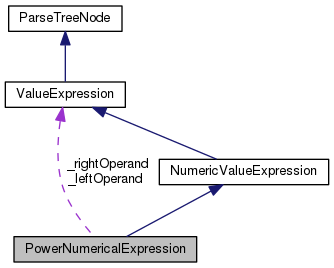 ParseTreeNode
ValueExpression
_rightOperand
_leftOperand
NumericValueExpression
PowerNumericalExpression